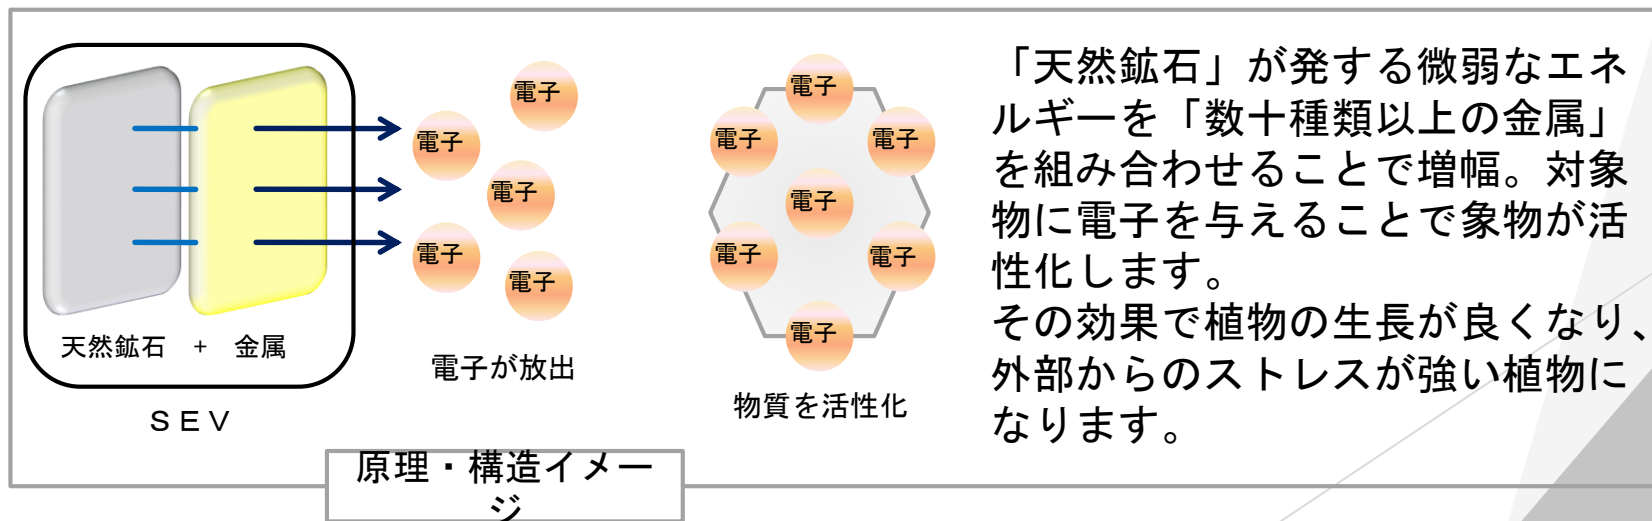 電子
電子
電子
電子
電子
天然鉱石 + 金属
SEV
電子が放出
電子
電子
電子
電子
電子
電子
電子
物質を活性化
「天然鉱石」が発する微弱なエネ
ルギーを「数十種類以上の金属」
を組み合わせることで増幅。対象
物に電子を与えることで象物が活
性化します。
その効果で植物の生長が良くなり、
外部からのストレスが強い植物に
なります。
原理・構造イメー
ジ